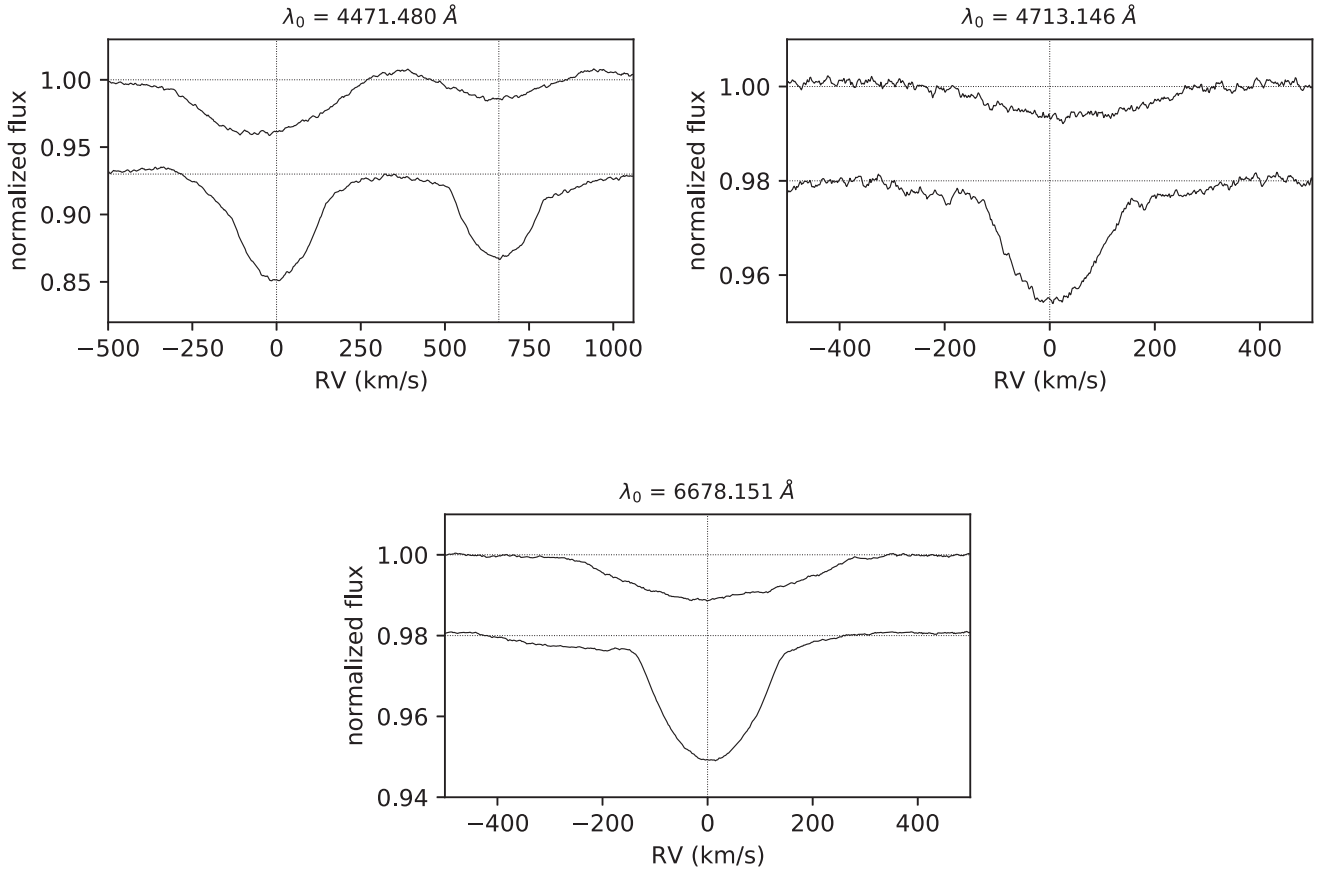 λ₀ = 4471.480 Å
normalized flux
1.00
0.95
0.90
0.85
−500 −250 0 250 500 750 1000
RV (km/s)
λ₀ = 4713.146 Å
normalized flux
1.00
0.98
0.96
−400 −200 0 200 400
RV (km/s)
λ₀ = 6678.151 Å
normalized flux
1.00
0.98
0.96
0.94
−400 −200 0 200 400
RV (km/s)